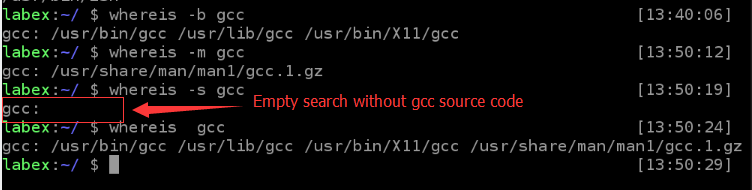 labex:~/ $ whereis -b gcc [13:40:06]
gcc: /usr/bin/gcc /usr/lib/gcc /usr/bin/X11/gcc
labex:~/ $ whereis -m gcc [13:50:12]
gcc: /usr/share/man/man1/gcc.1.gz
labex:~/ $ whereis -s gcc [13:50:19]
gcc: Empty search without gcc source code
labex:~/ $ whereis  gcc [13:50:24]
gcc: /usr/bin/gcc /usr/lib/gcc /usr/bin/X11/gcc /usr/share/man/man1/gcc.1.gz
labex:~/ $ [13:50:29]